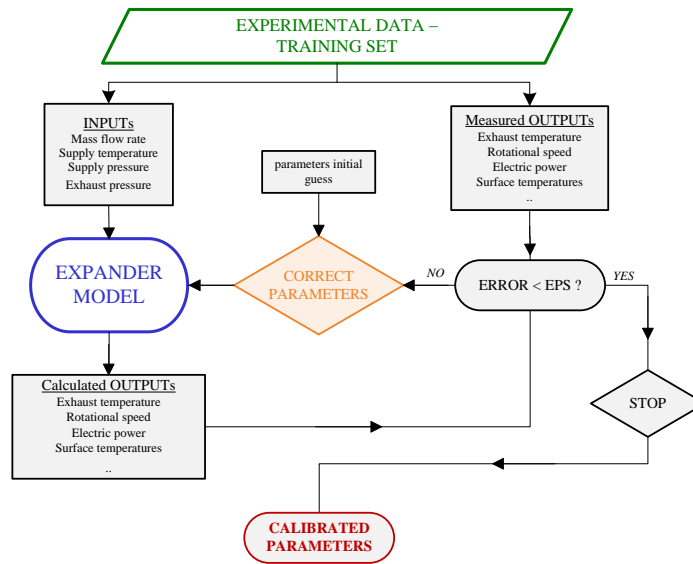 EXPERIMENTAL DATA –
TRAINING SET
INPUTs
Mass flow rate
Supply temperature
Supply pressure
Exhaust pressure
Measured OUTPUTs
Exhaust temperature
Rotational speed
Electric power
Surface temperatures
..
parameters initial
guess
EXPANDER
MODEL
CORRECT
PARAMETERS
NO
ERROR < EPS ?
YES
Calculated OUTPUTs
Exhaust temperature
Rotational speed
Electric power
Surface temperatures
..
STOP
CALIBRATED
PARAMETERS